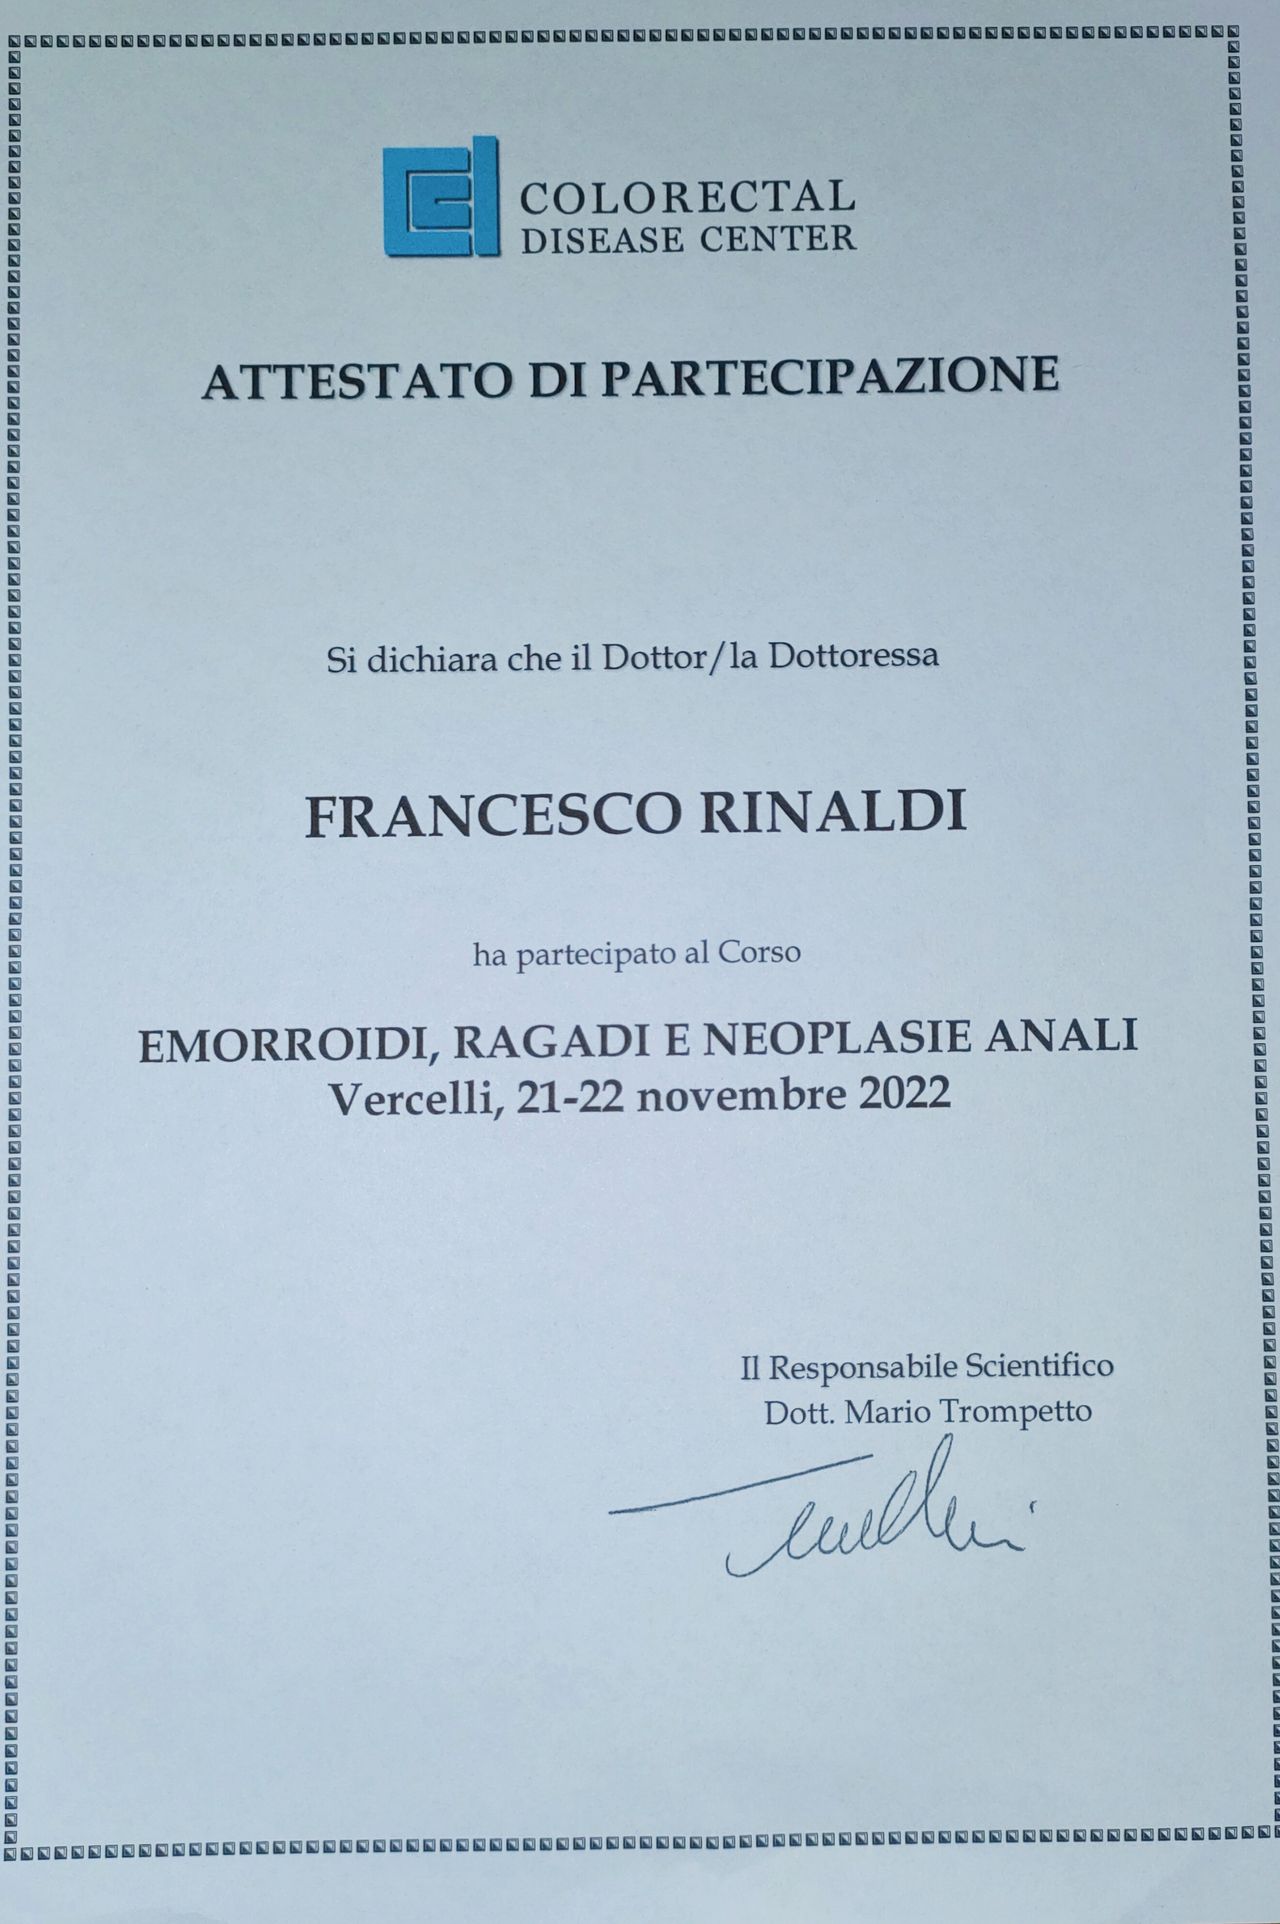 COLORECTAL
DISEASE CENTER
ATTESTATO DI PARTECIPAZIONE
Si dichiara che il Dottor/la Dottoressa
FRANCESCO RINALDI
ha partecipato al Corso
EMORROIDI, RAGADI E NEOPLASIE ANALI
Vercelli, 21-22 novembre 2022
Il Responsabile Scientifico
Dott. Mario Trompetto